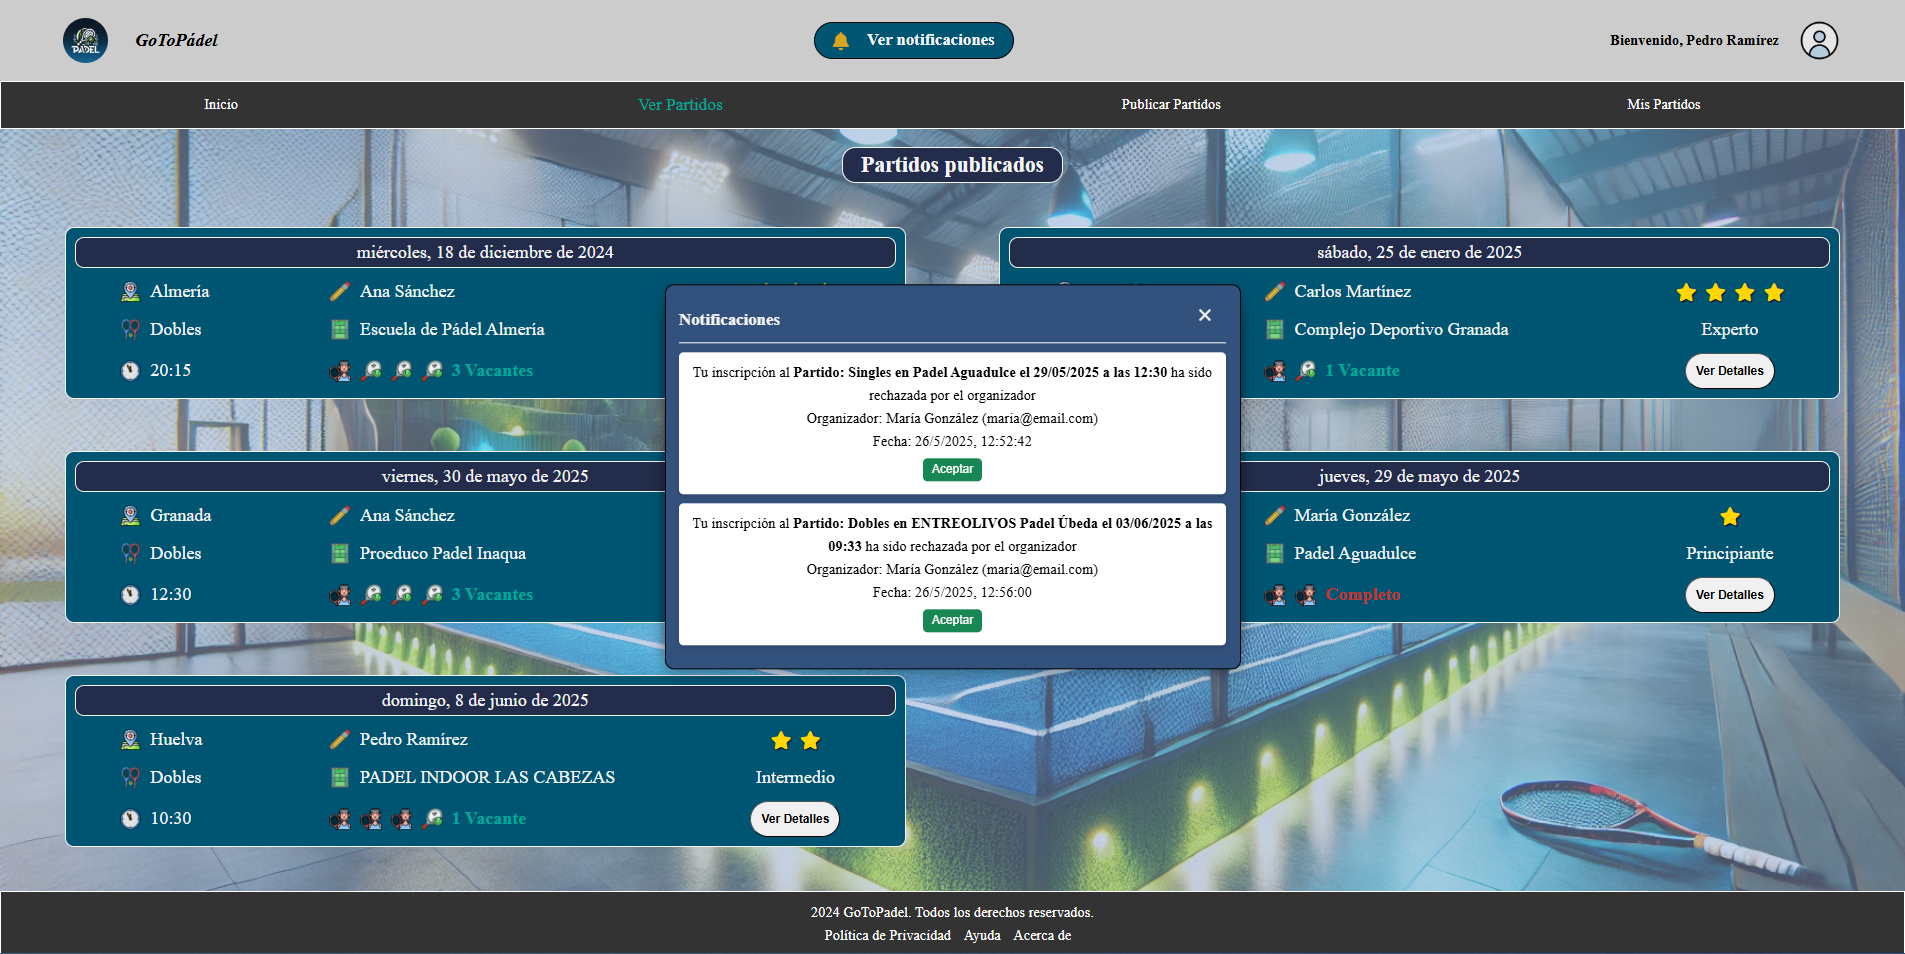 PADEL
GoToPádel
Ver notificaciones
Bienvenido, Pedro Ramírez
Inicio
Ver Partidos
Publicar Partidos
Mis Partidos
Partidos publicados
miércoles, 18 de diciembre de 2024
Almería
Ana Sánchez
Dobles
Escuela de Pádel Almería
20:15
3 Vacantes
sábado, 25 de enero de 2025
Carlos Martínez
Complejo Deportivo Granada
Experto
1 Vacante
Ver Detalles
Notificaciones
×
Tu inscripción al Partido: Singles en Padel Aguadulce el 29/05/2025 a las 12:30 ha sido
rechazada por el organizador
Organizador: María González (maria@email.com)
Fecha: 26/5/2025, 12:52:42
Aceptar
Tu inscripción al Partido: Dobles en ENTREOLIVOS Padel Úbeda el 03/06/2025 a las
09:33 ha sido rechazada por el organizador
Organizador: María González (maria@email.com)
Fecha: 26/5/2025, 12:56:00
Aceptar
viernes, 30 de mayo de 2025
Granada
Ana Sánchez
Dobles
Proeduco Padel Inaqua
12:30
3 Vacantes
jueves, 29 de mayo de 2025
María González
Padel Aguadulce
Principiante
Completo
Ver Detalles
domingo, 8 de junio de 2025
Huelva
Pedro Ramírez
Dobles
PADEL INDOOR LAS CABEZAS
Intermedio
10:30
1 Vacante
Ver Detalles
2024 GoToPadel. Todos los derechos reservados.
Política de Privacidad Ayuda Acerca de